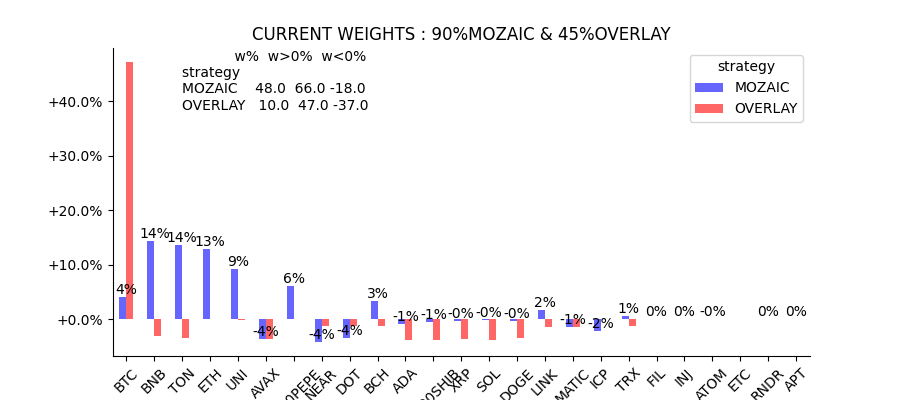 CURRENT WEIGHTS : 90%MOZAIC & 45%OVERLAY
w% w>0% w<0%
strategy
MOZAIC 48.0 66.0 -18.0
OVERLAY 10.0 47.0 -37.0
strategy
MOZAIC
OVERLAY
+40.0%
+30.0%
+20.0%
+10.0%
+0.0%
4% 14% 14% 13% 9% -4% 6% -4% -4% 3% -1% -1% -0% -0% -0% 2% -1% -2% 1% 0% 0% -0% 0% 0%
BTC BNB TON ETH UNI AVAX 0PEPE NEAR DOT BCH ADA 00SHIB XRP SOL DOGE LINK MATIC ICP TRX FIL INJ ATOM ETC RNDR APT